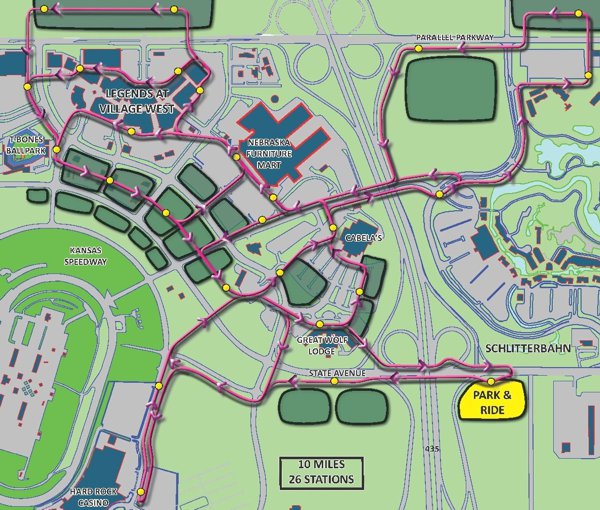 PARALLEL PARKWAY
LEGENDS AT
VILLAGE WEST
T-BONES
BALLPARK
NEBRASKA
FURNITURE
MART
CABELA'S
KANSAS
SPEEDWAY
GREAT WOLF
LODGE
SCHLITTERBAHN
STATE AVENUE
PARK &
RIDE
435
10 MILES
26 STATIONS
HARD ROCK
CASINO